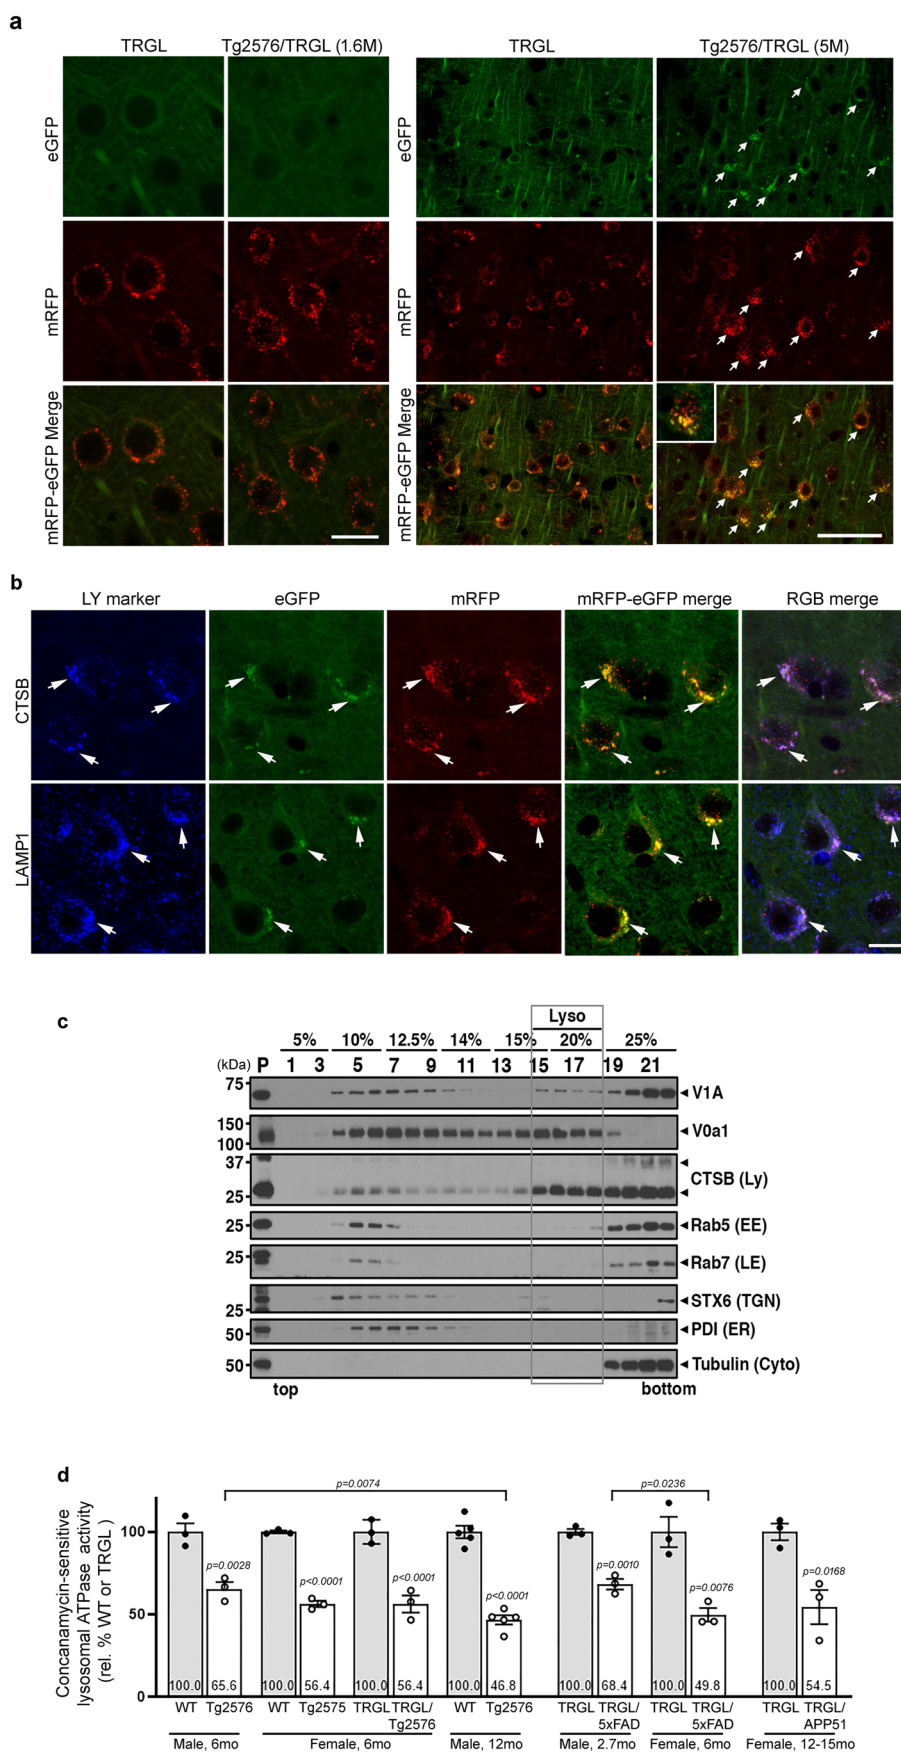 a
TRGL
Tg2576/TRGL (1.6M)
TRGL
Tg2576/TRGL (5M)
eGFP
eGFP
mRFP
mRFP
mRFP-eGFP Merge
mRFP-eGFP Merge
b
LY marker
eGFP
mRFP
mRFP-eGFP merge
RGB merge
CTSB
LAMP1
c
Lyso
5% 10% 12.5% 14% 15% 20% 25%
(kDa) P 1 3 5 7 9 11 13 15 17 19 21
75
V1A
150
100
V0a1
37
25
CTSB (Ly)
25
Rab5 (EE)
25
Rab7 (LE)
25
STX6 (TGN)
50
PDI (ER)
50
Tubulin (Cyto)
top
bottom
d
Concanamycin-sensitive
lysosomal ATPase activity
(rel. % WT or TRGL )
100
50
0
p=0.0074
p=0.0236
p=0.0028
p<0.0001
p<0.0001
p<0.0001
p=0.0010
p=0.0076
p=0.0168
100.0 65.6 100.0 56.4 100.0 56.4 100.0 46.8 100.0 68.4 100.0 49.8 100.0 54.5
WT Tg2576 WT Tg2575 TRGL TRGL/ WT Tg2576 TRGL TRGL/ TRGL TRGL/ TRGL TRGL/
Tg2576 5xFAD 5xFAD APP51
Male, 6mo Female, 6mo Male, 12mo Male, 2.7mo Female, 6mo Female, 12-15mo